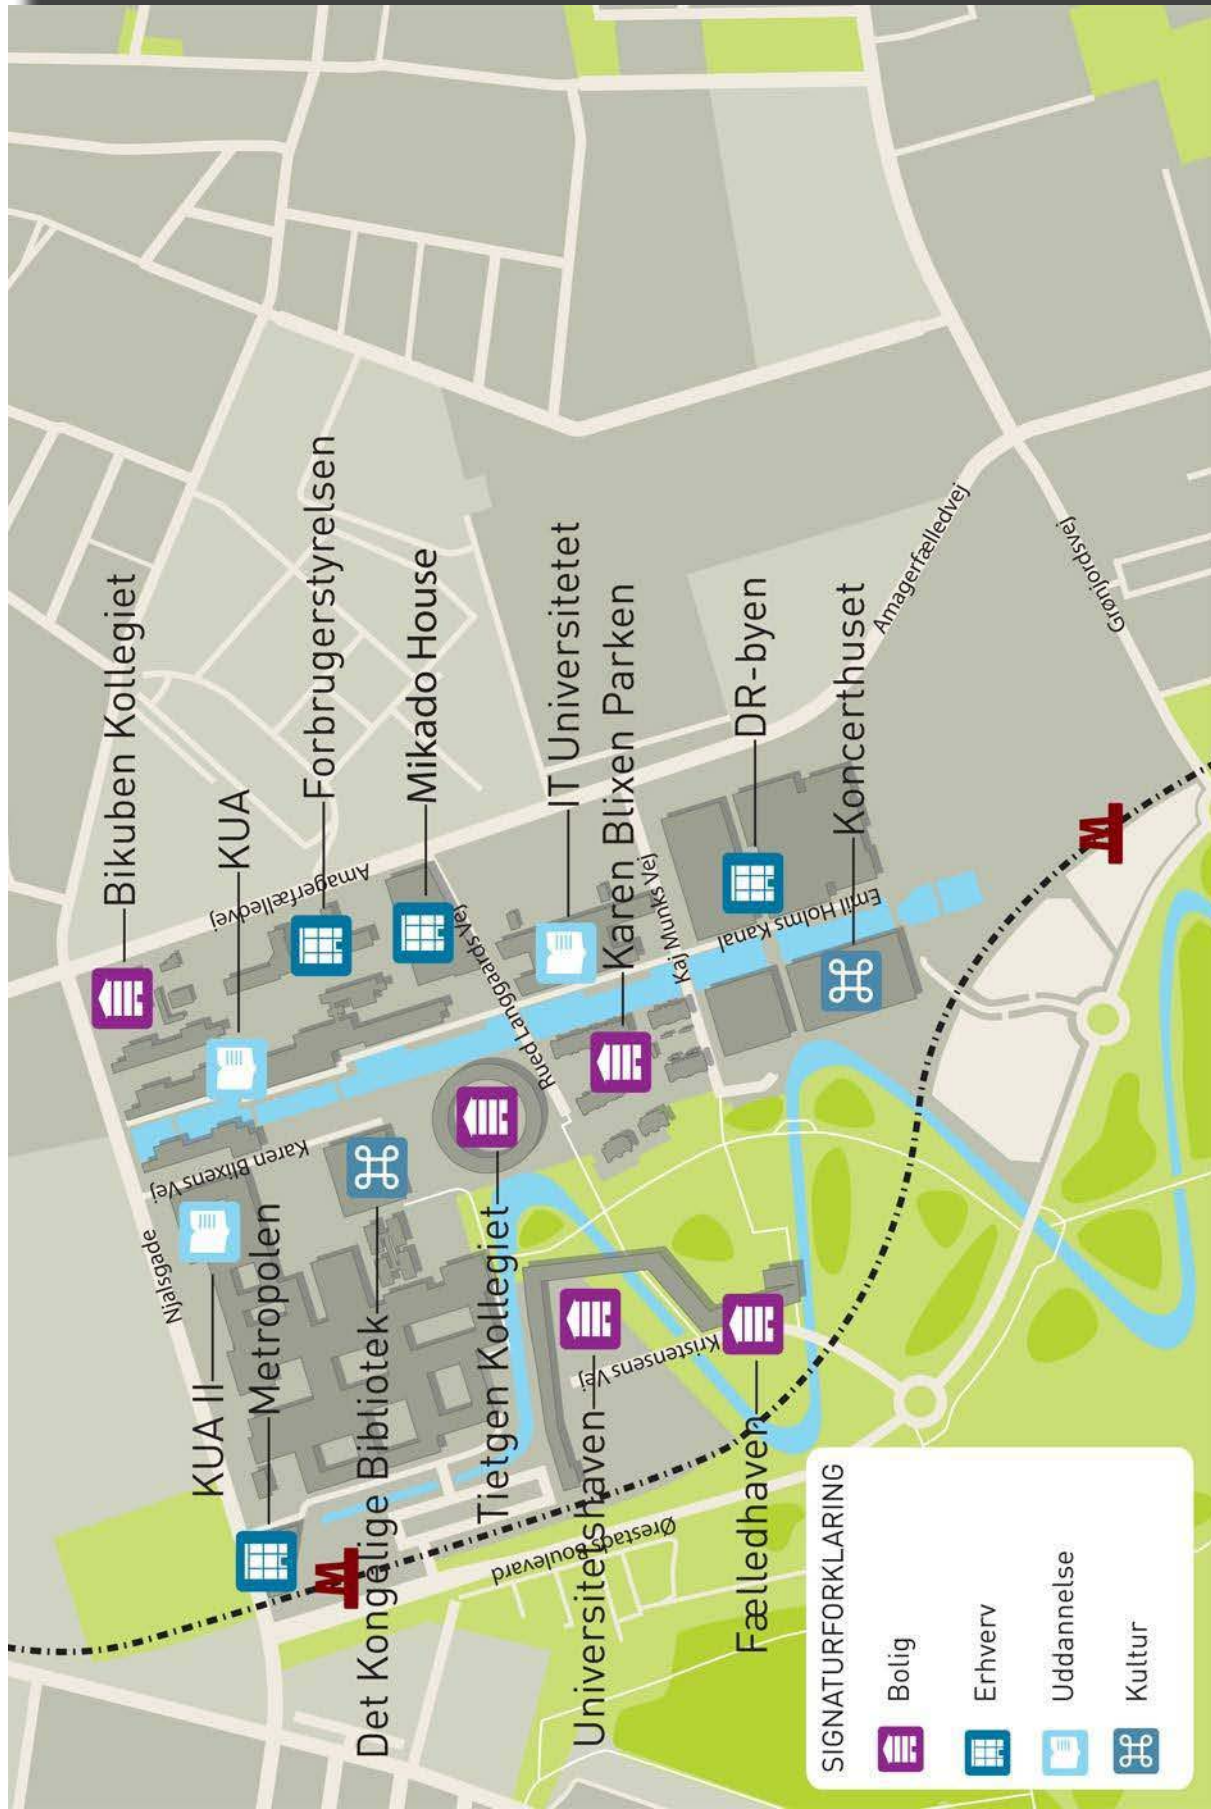 Bikuben Kollegiet
KUA
Forbrugerstyrelsen
Mikado House
IT Universitetet
Karen Blixen Parken
DR-byen
Koncerthuset
KUA II
Metropolen
Det Kongelige Bibliotek
Tietgen Kollegiet
Universitetshaven
Fælledhaven
Njalsgade
Karen Blixens Vej
Amagerfælledvej
Rued Langgaards Vej
Kaj Munks Vej
Emil Holms Kanal
Amagerfælledvej
Grønjordsvej
Kristensens Vej
Ørestads Boulevard
M
M
SIGNATURFORKLARING
Bolig
Erhverv
Uddannelse
Kultur